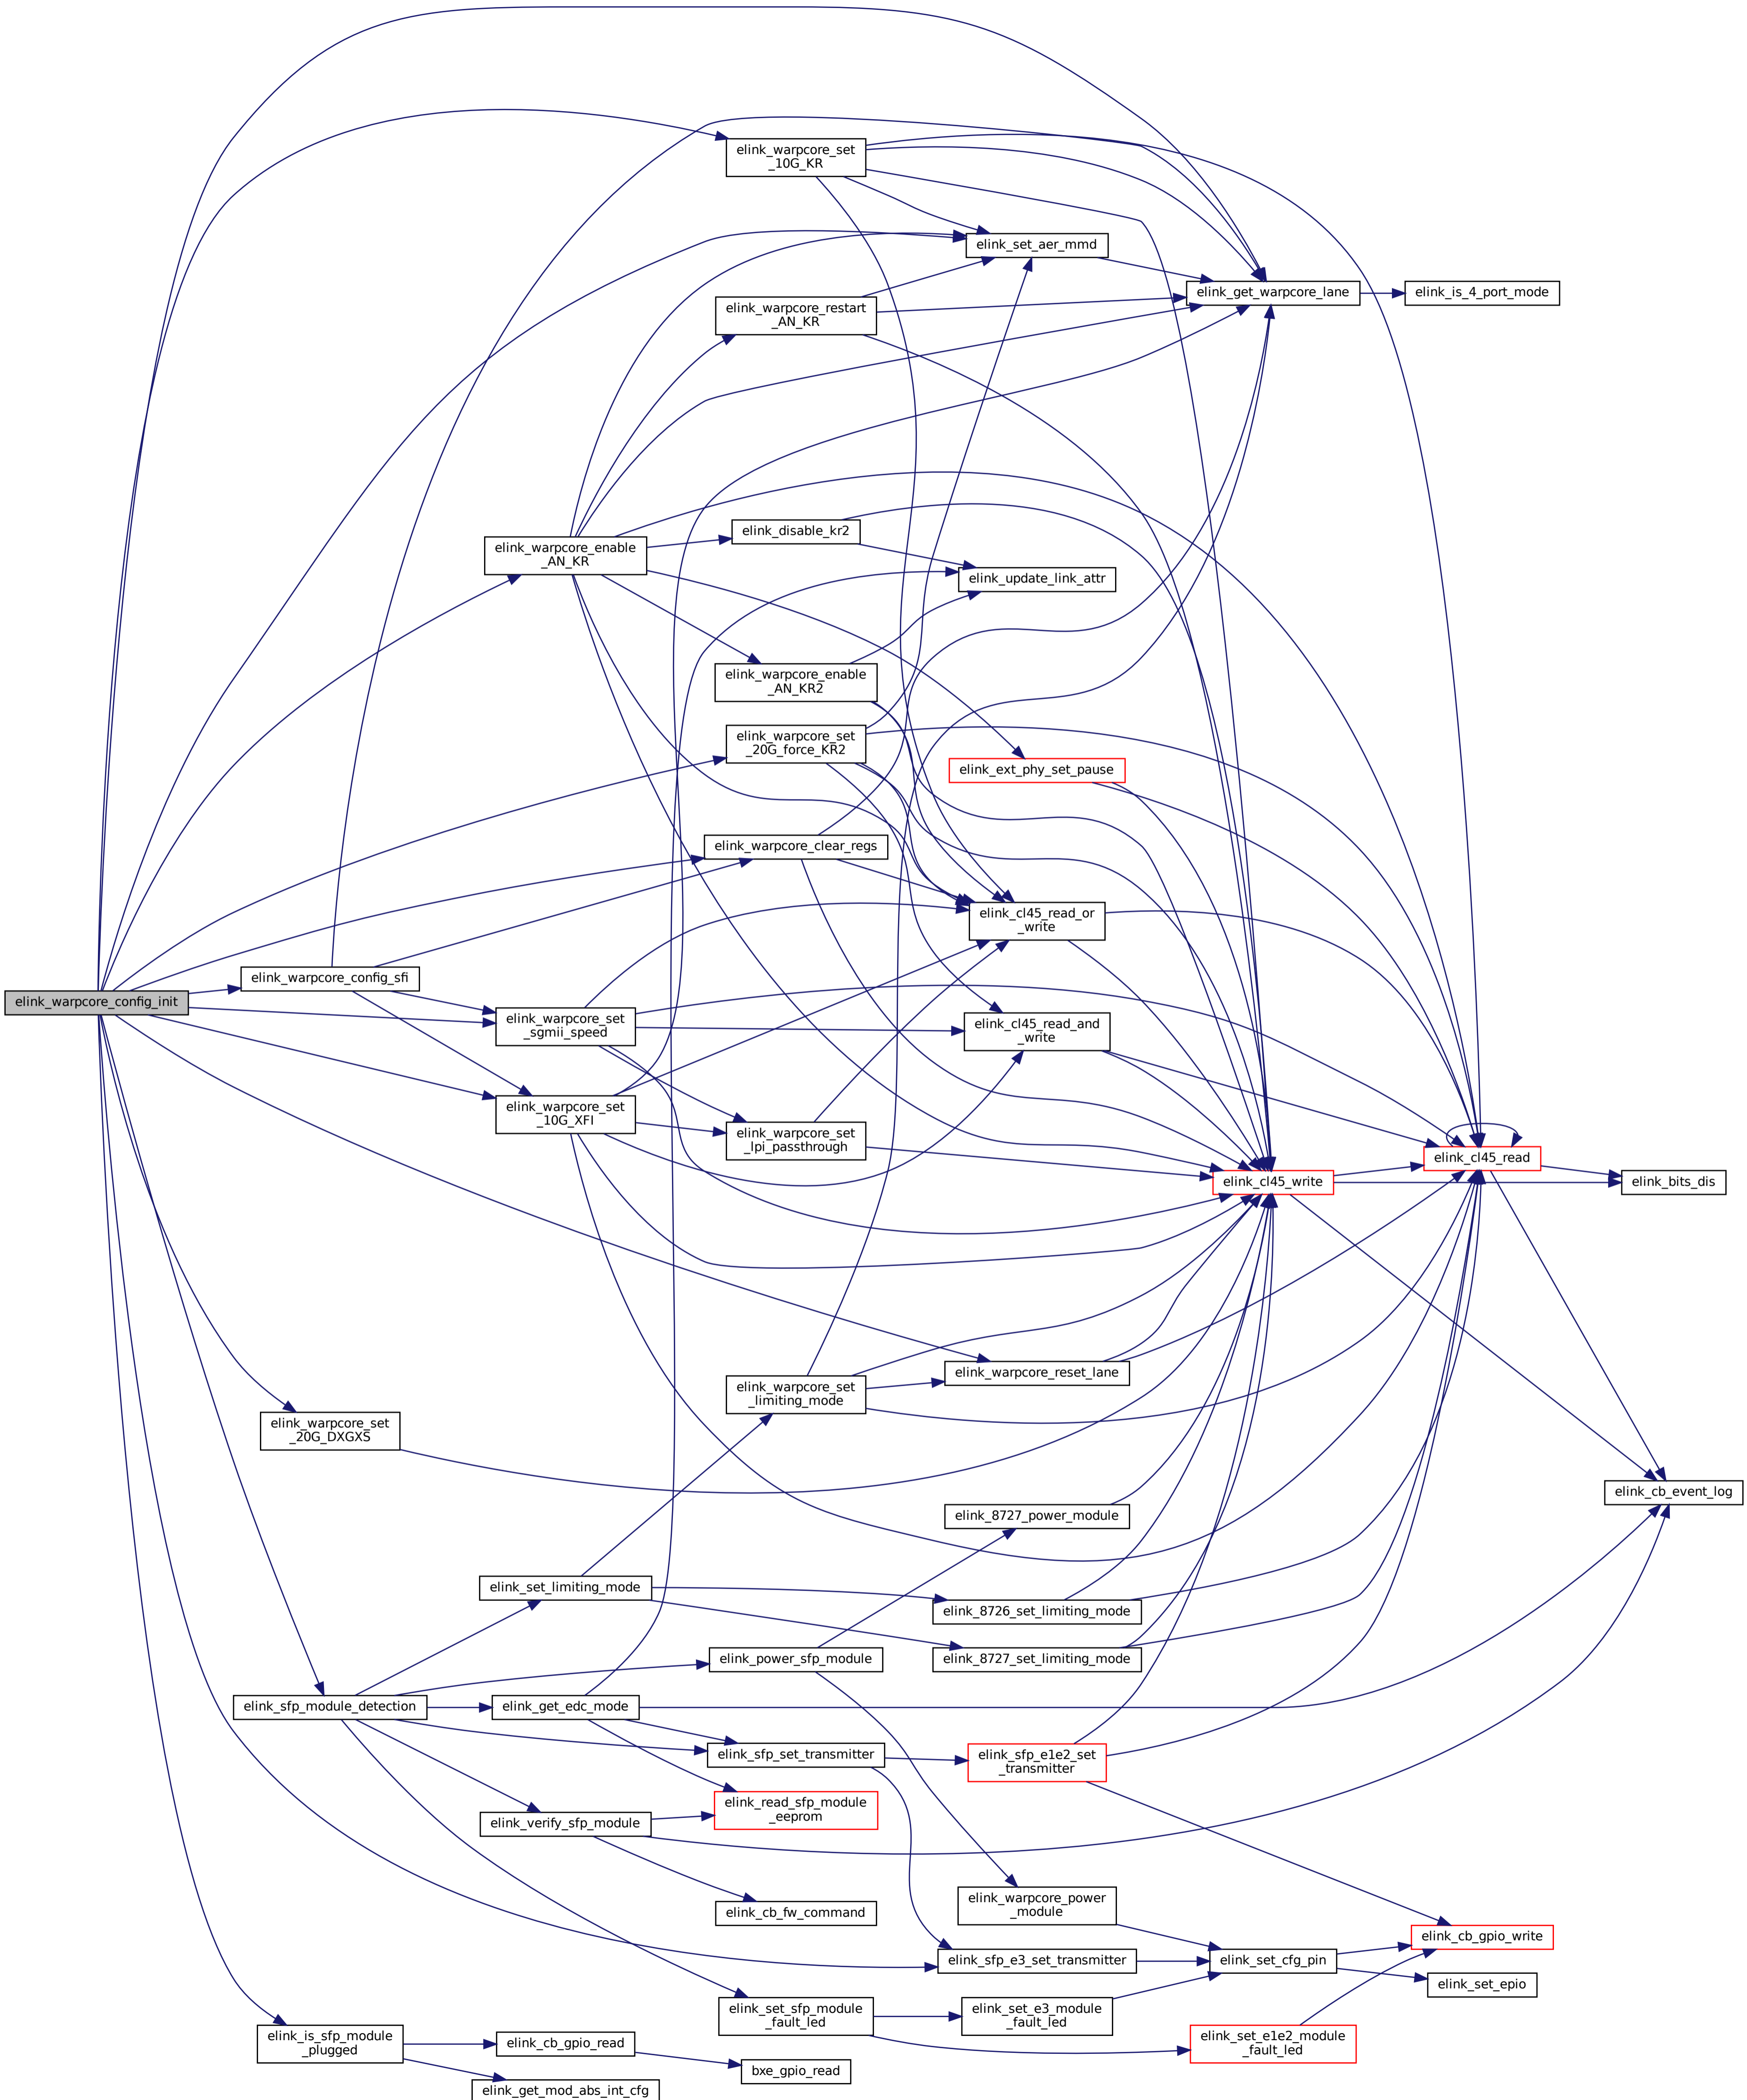 elink_warpcore_set
_10G_KR
elink_set_aer_mmd
elink_get_warpcore_lane
elink_is_4_port_mode
elink_warpcore_restart
_AN_KR
elink_disable_kr2
elink_warpcore_enable
_AN_KR
elink_update_link_attr
elink_warpcore_enable
_AN_KR2
elink_warpcore_set
_20G_force_KR2
elink_ext_phy_set_pause
elink_warpcore_clear_regs
elink_cl45_read_or
_write
elink_warpcore_config_sfi
elink_warpcore_config_init
elink_warpcore_set
_sgmii_speed
elink_cl45_read_and
_write
elink_warpcore_set
_10G_XFI
elink_warpcore_set
_lpi_passthrough
elink_cl45_read
elink_cl45_write
elink_bits_dis
elink_warpcore_reset_lane
elink_warpcore_set
_limiting_mode
elink_warpcore_set
_20G_DXGXS
elink_cb_event_log
elink_8727_power_module
elink_set_limiting_mode
elink_8726_set_limiting_mode
elink_power_sfp_module
elink_8727_set_limiting_mode
elink_sfp_module_detection
elink_get_edc_mode
elink_sfp_set_transmitter
elink_sfp_e1e2_set
_transmitter
elink_read_sfp_module
_eeprom
elink_verify_sfp_module
elink_cb_fw_command
elink_warpcore_power
_module
elink_cb_gpio_write
elink_sfp_e3_set_transmitter
elink_set_cfg_pin
elink_set_epio
elink_set_sfp_module
_fault_led
elink_set_e3_module
_fault_led
elink_set_e1e2_module
_fault_led
elink_is_sfp_module
_plugged
elink_cb_gpio_read
bxe_gpio_read
elink_get_mod_abs_int_cfg